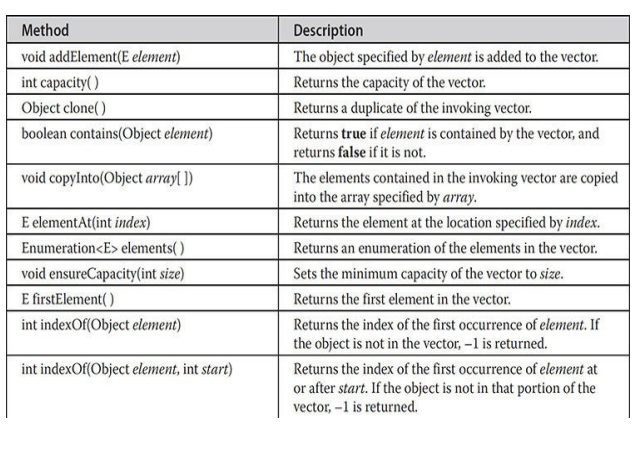 Method Description
void addElement(E element) The object specified by element is added to the vector.
int capacity( ) Returns the capacity of the vector.
Object clone( ) Returns a duplicate of the invoking vector.
boolean contains(Object element) Returns true if element is contained by the vector, and
returns false if it is not.
void copyInto(Object array[ ]) The elements contained in the invoking vector are copied
into the array specified by array.
E elementAt(int index) Returns the element at the location specified by index.
Enumeration<E> elements( ) Returns an enumeration of the elements in the vector.
void ensureCapacity(int size) Sets the minimum capacity of the vector to size.
E firstElement( ) Returns the first element in the vector.
int indexOf(Object element) Returns the index of the first occurrence of element. If
the object is not in the vector, –1 is returned.
int indexOf(Object element, int start) Returns the index of the first occurrence of element at
or after start. If the object is not in that portion of the
vector, –1 is returned.